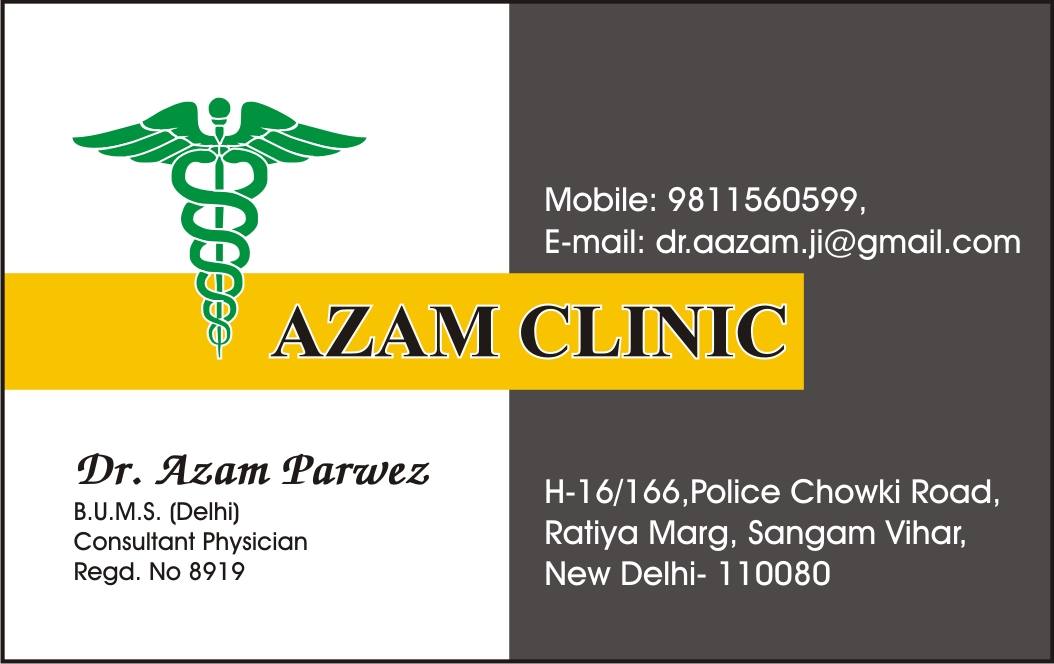 Mobile: 9811560599,
E-mail: dr.aazam.ji@gmail.com
AZAM CLINIC
Dr. Azam Parwez
B.U.M.S. (Delhi)
Consultant Physician
Regd. No 8919
H-16/166,Police Chowki Road,
Ratiya Marg, Sangam Vihar,
New Delhi- 110080